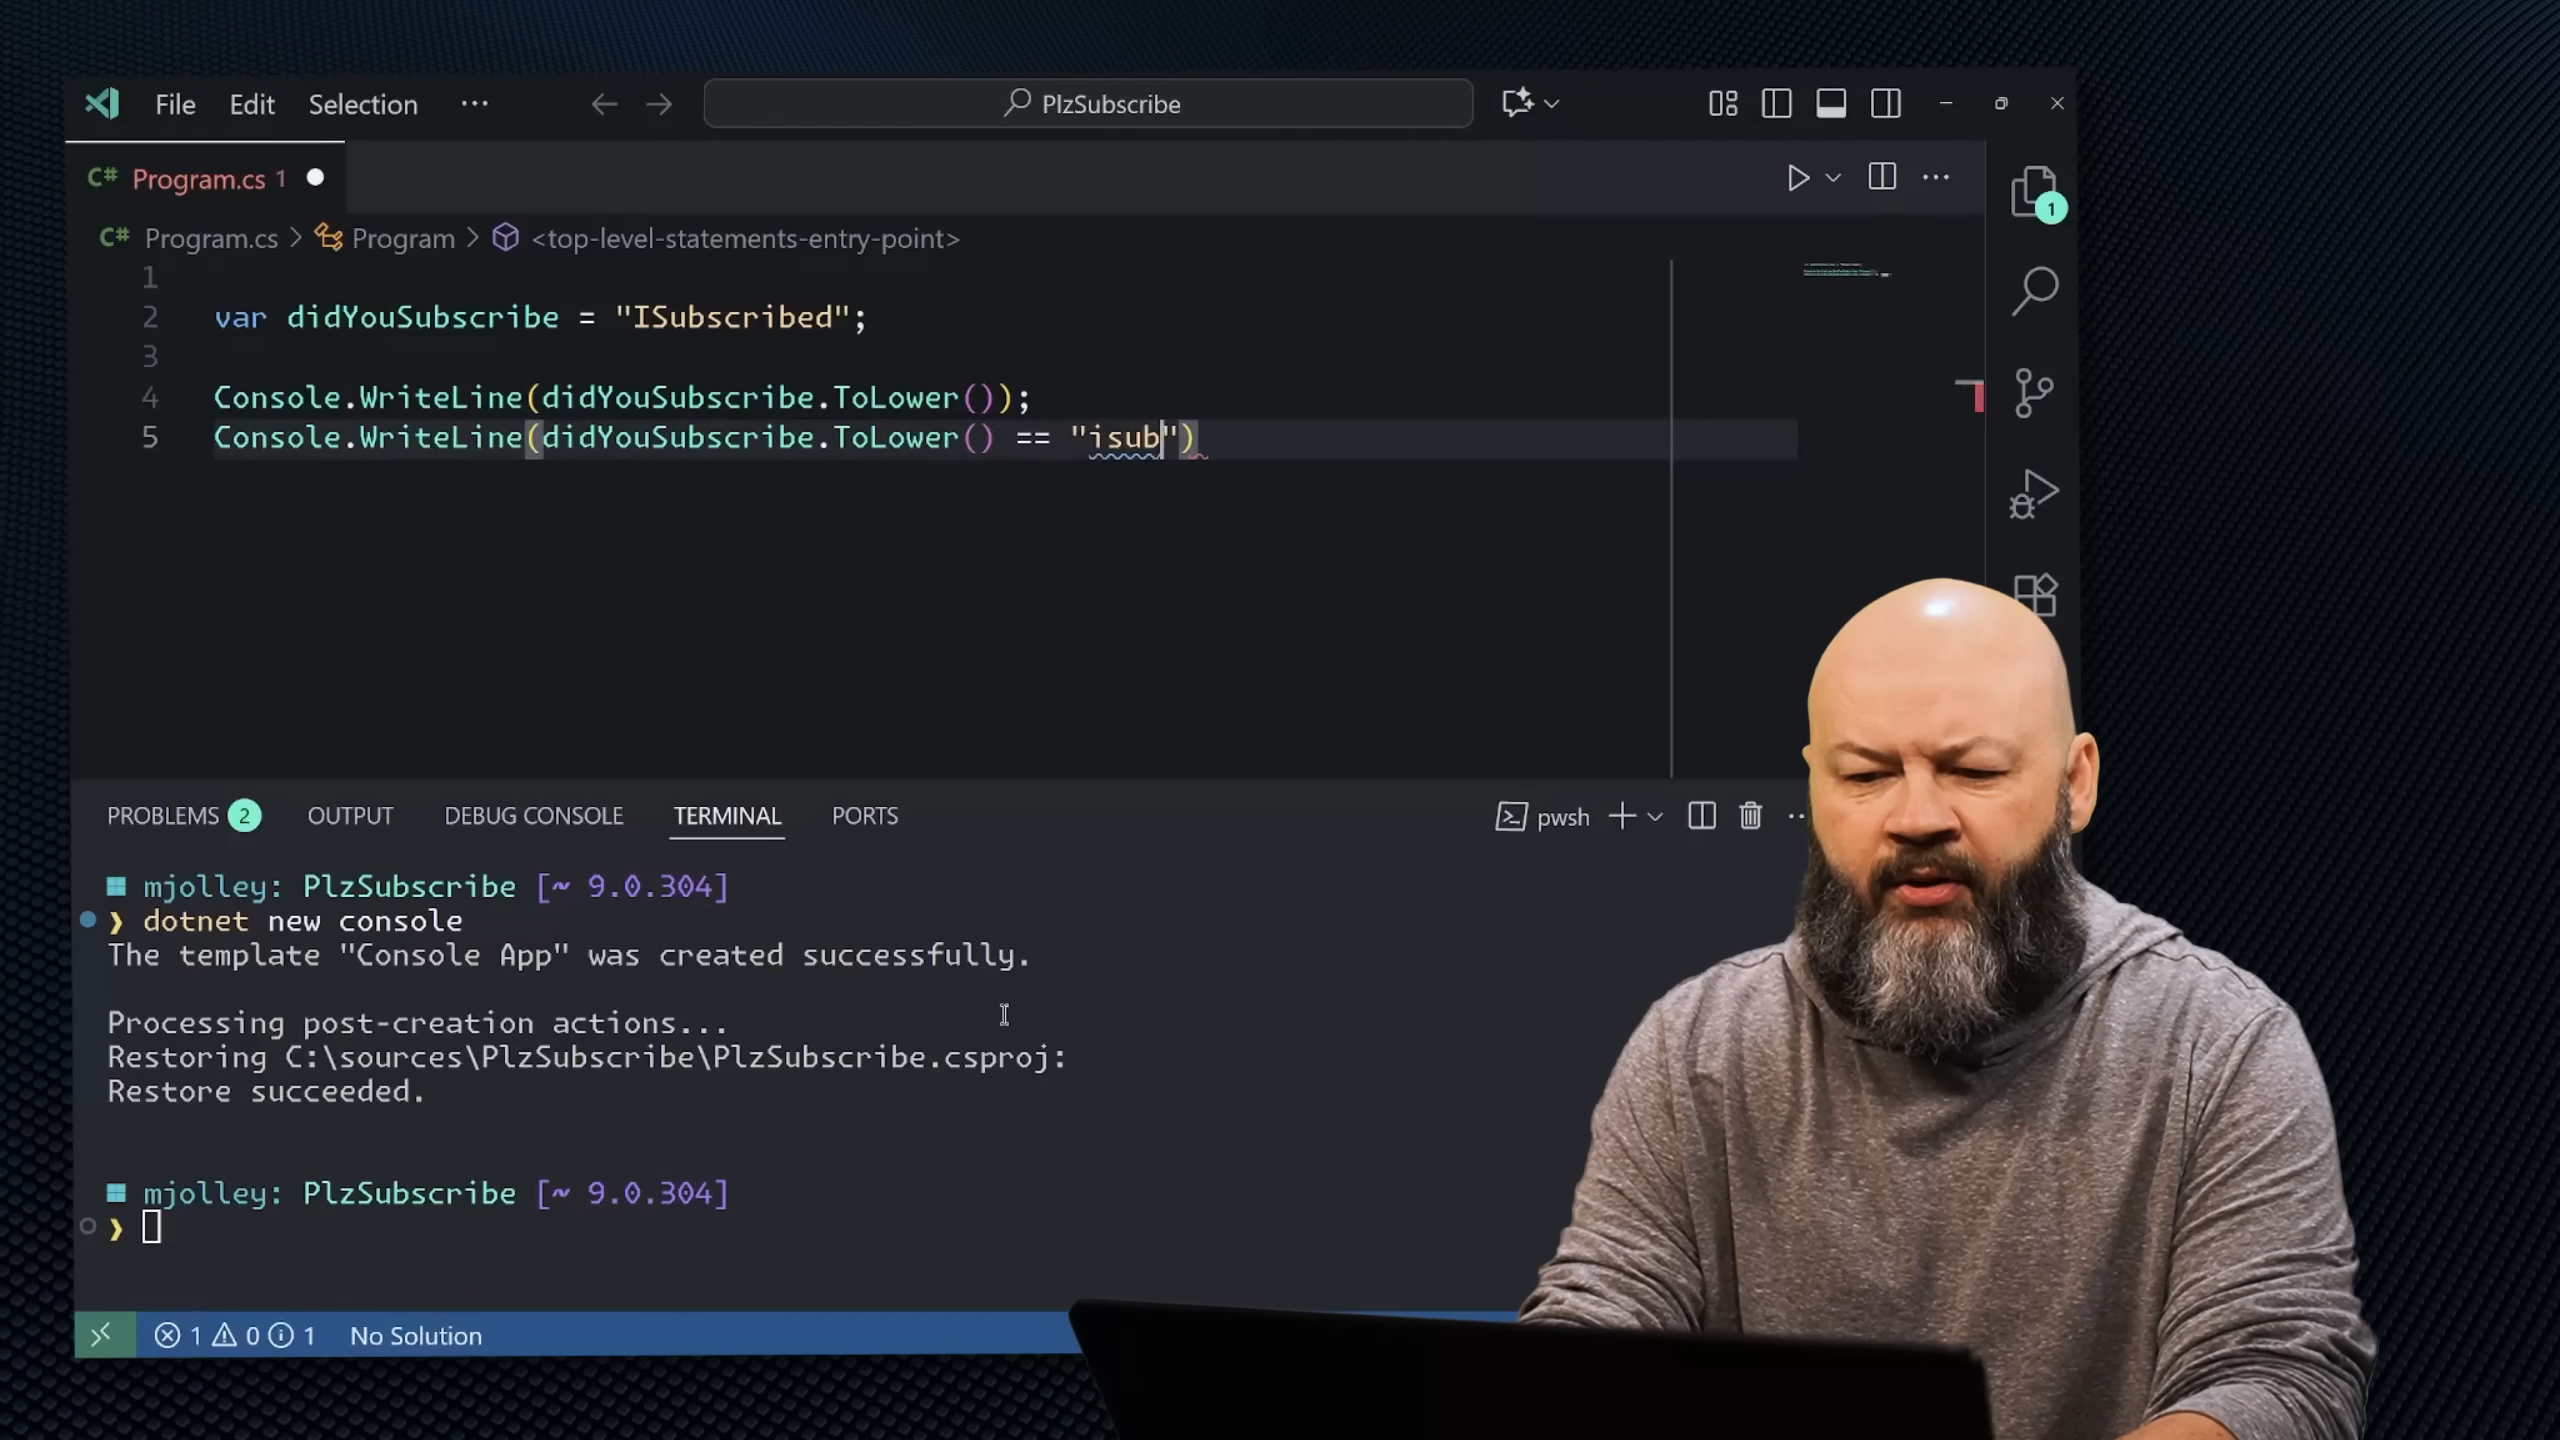 File Edit Selection ··· PlzSubscribe
C# Program.cs 1
1
C# Program.cs > Program > <top-level-statements-entry-point>
1
2 var didYouSubscribe = "ISubscribed";
3
4 Console.WriteLine(didYouSubscribe.ToLower());
5 Console.WriteLine(didYouSubscribe.ToLower() == "isub")
PROBLEMS 2 OUTPUT DEBUG CONSOLE TERMINAL PORTS pwsh
mjolley: PlzSubscribe [~ 9.0.304]
❯ dotnet new console
The template "Console App" was created successfully.
Processing post-creation actions...
Restoring C:\sources\PlzSubscribe\PlzSubscribe.csproj:
Restore succeeded.
mjolley: PlzSubscribe [~ 9.0.304]
❯
1 0 1 No Solution